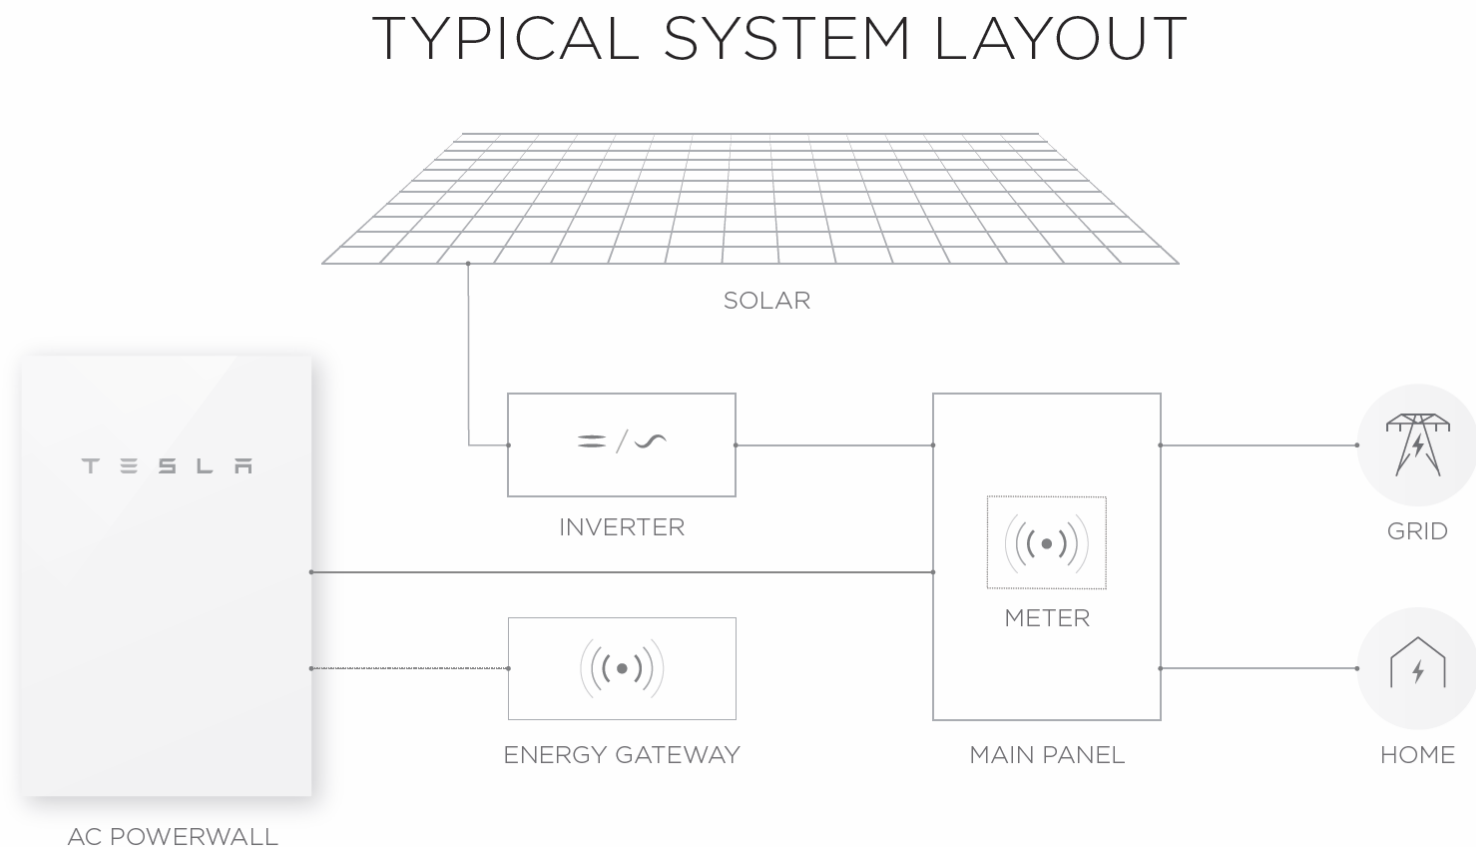 TYPICAL SYSTEM LAYOUT
SOLAR
TESLA
INVERTER
GRID
METER
ENERGY GATEWAY
MAIN PANEL
HOME
AC POWERWALL